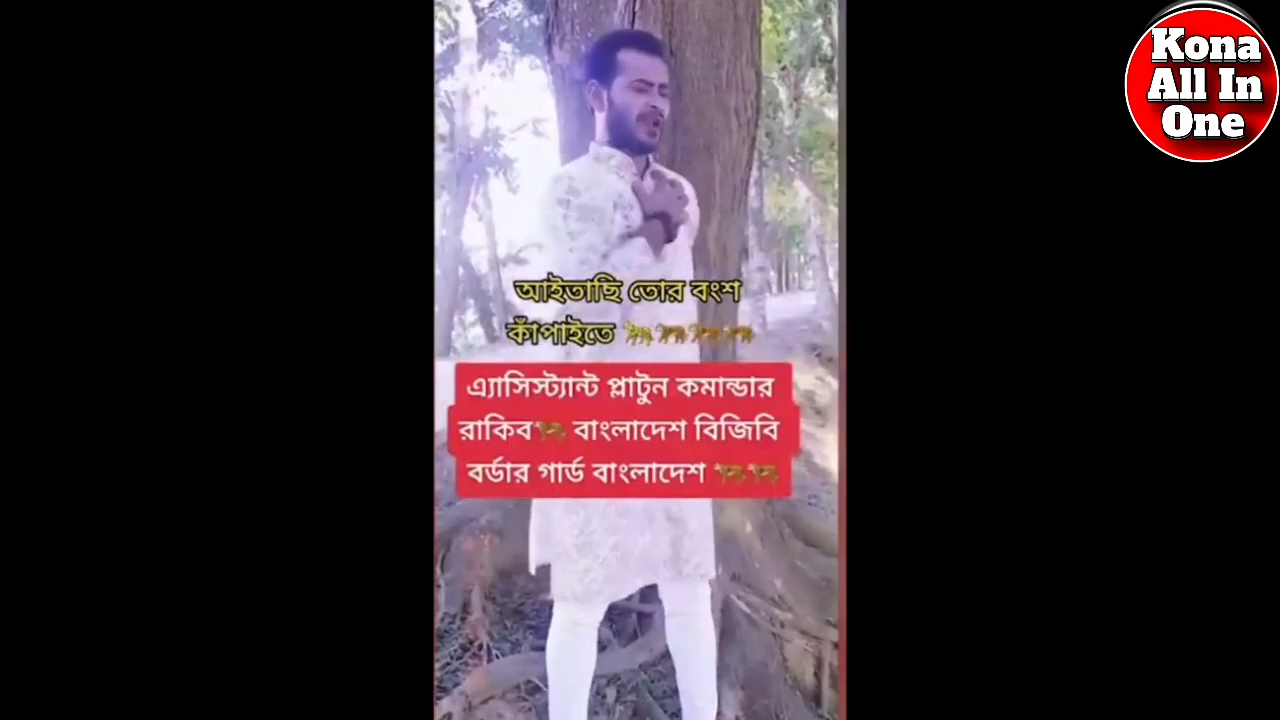 Kona
All In
One
আইতাছি তোর বংশ
কাঁপাইতে 🐆🐆🐆🐆
এ্যাসিস্ট্যান্ট প্লাটুন কমান্ডার
রাকিব🐆 বাংলাদেশ বিজিবি
বর্ডার গার্ড বাংলাদেশ 🐆🐆